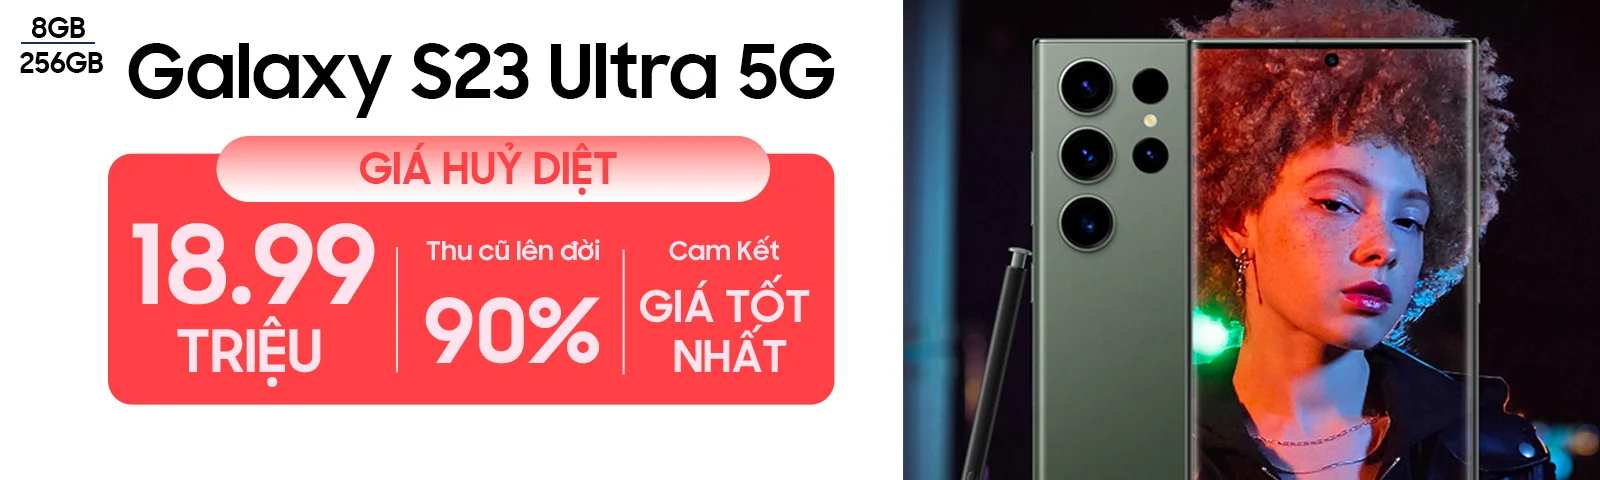 8GB
256GB
Galaxy S23 Ultra 5G
GIÁ HUỶ DIỆT
18.99
TRIỆU
Thu cũ lên đời
90%
Cam Kết
GIÁ TỐT
NHẤT